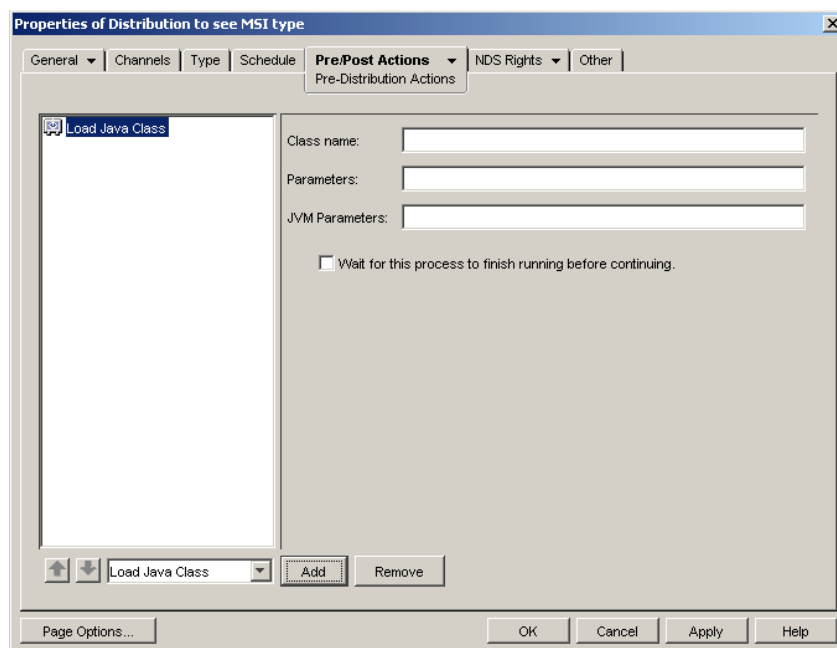 Properties of Distribution to see MSI type
General Channels Type Schedule Pre/Post Actions NDS Rights Other
Pre-Distribution Actions
Load Java Class
Class name:
Parameters:
JVM Parameters:
Wait for this process to finish running before continuing.
Load Java Class Add Remove
Page Options... OK Cancel Apply Help